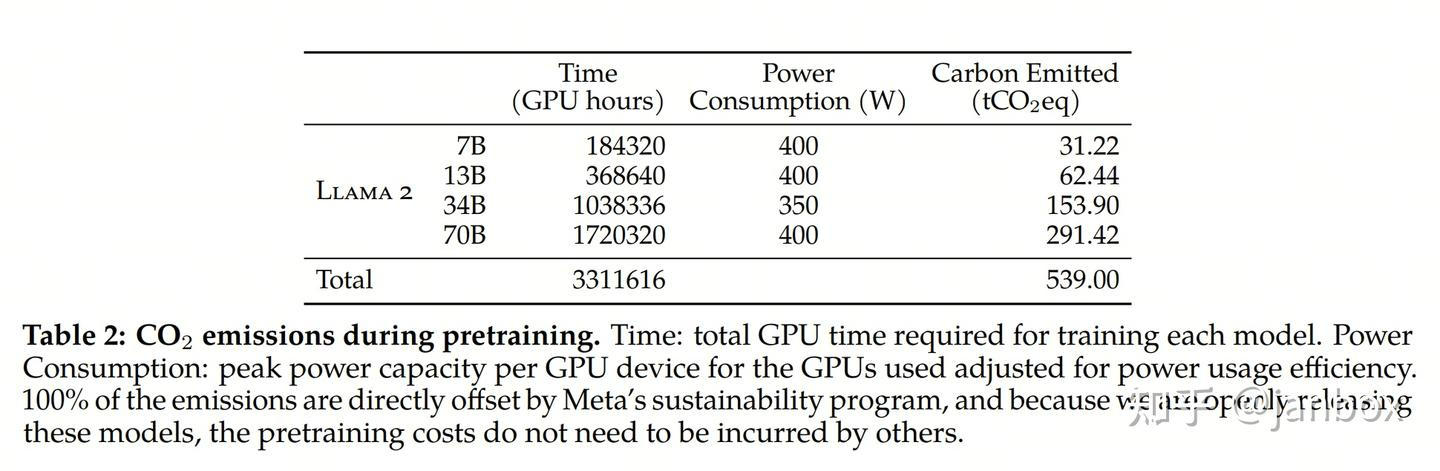 Time Power Carbon Emitted
(GPU hours) Consumption (W) (tCO₂eq)
7B 184320 400 31.22
13B 368640 400 62.44
LLAMA 2
34B 1038336 350 153.90
70B 1720320 400 291.42
Total 3311616 539.00
Table 2: CO₂ emissions during pretraining. Time: total GPU time required for training each model. Power
Consumption: peak power capacity per GPU device for the GPUs used adjusted for power usage efficiency.
100% of the emissions are directly offset by Meta's sustainability program, and because we are openly releasing
these models, the pretraining costs do not need to be incurred by others.
知乎 @janbox